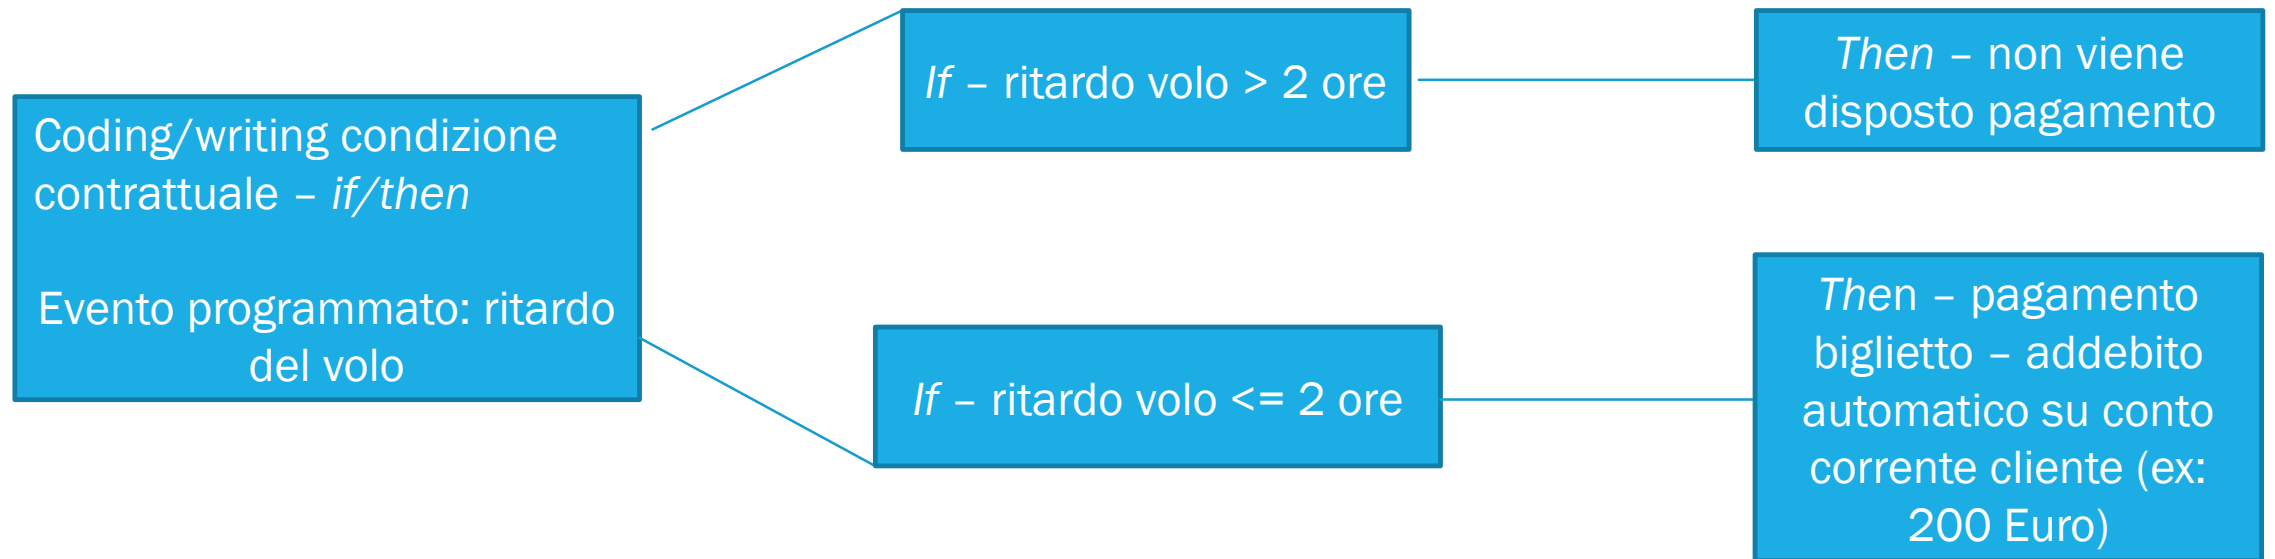 Coding/writing condizione
contrattuale – if/then
Evento programmato: ritardo
del volo
If – ritardo volo > 2 ore
Then – non viene
disposto pagamento
If – ritardo volo <= 2 ore
Then – pagamento
biglietto – addebito
automatico su conto
corrente cliente (ex:
200 Euro)